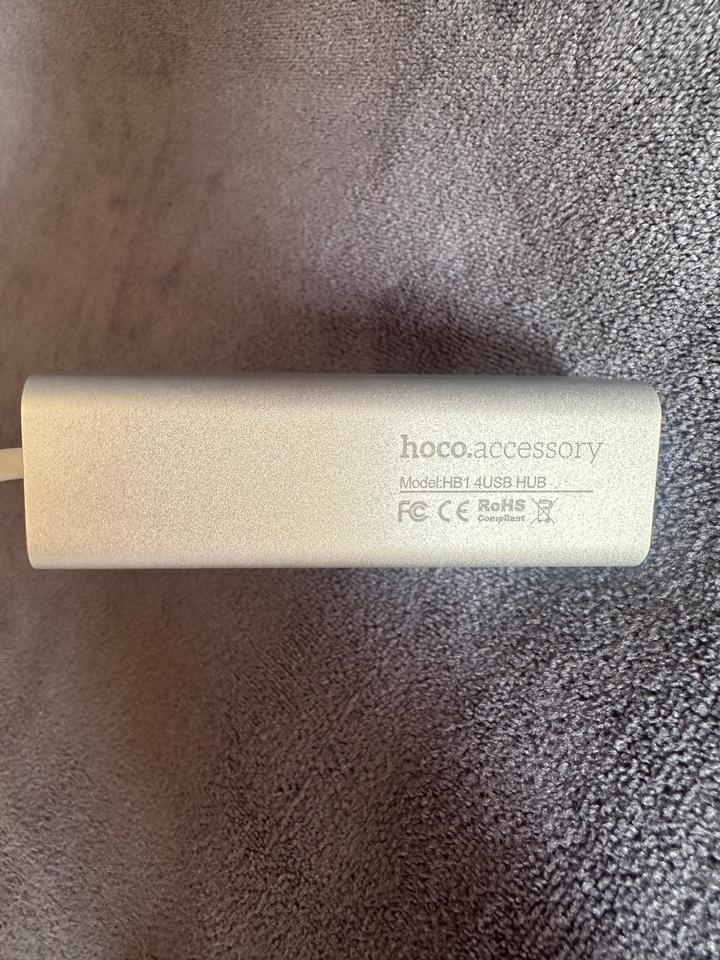 hoco.accessory
Model:HB1 4USB HUB
FC CE RoHS
Compliant